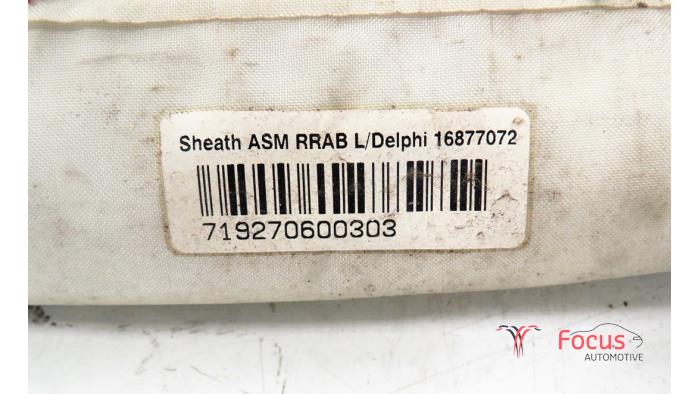 Sheath ASM RRAB L/Delphi 16877072
719270600303
Focus
AUTOMOTIVE